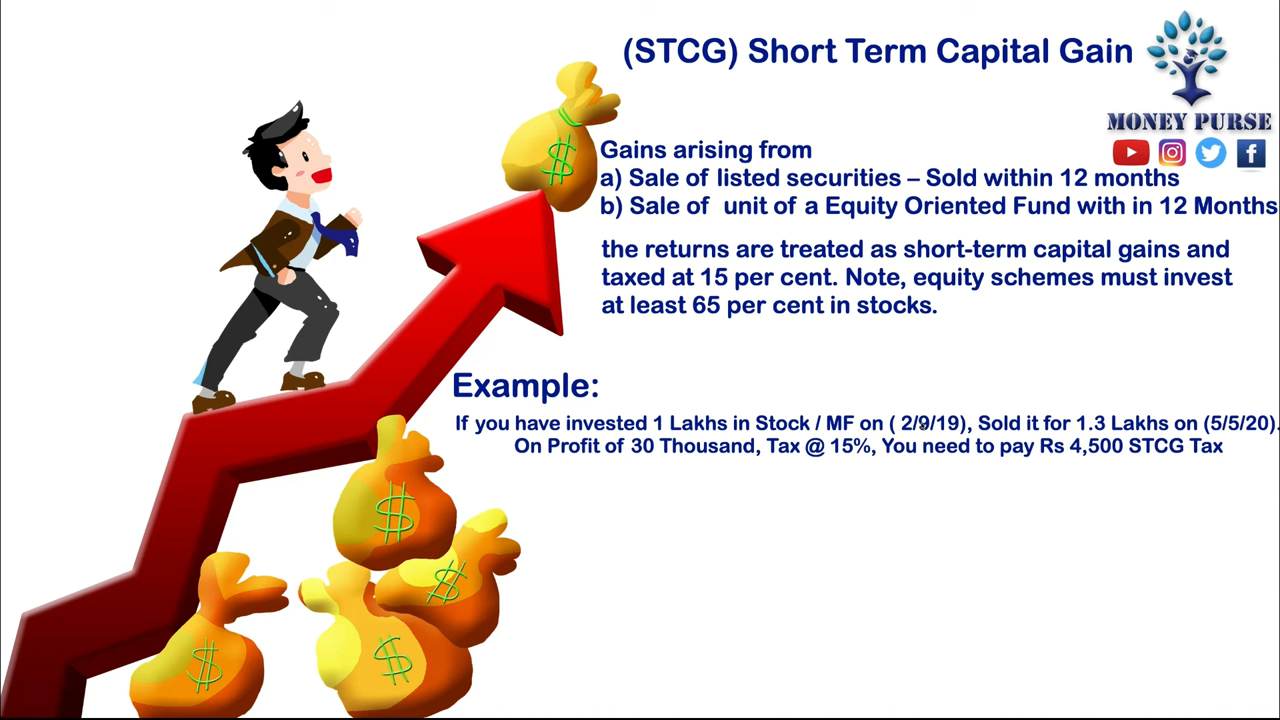 (STCG) Short Term Capital Gain
MONEY PURSE
Gains arising from
a) Sale of listed securities – Sold within 12 months
b) Sale of unit of a Equity Oriented Fund with in 12 Months
the returns are treated as short-term capital gains and
taxed at 15 per cent. Note, equity schemes must invest
at least 65 per cent in stocks.
Example:
If you have invested 1 Lakhs in Stock / MF on ( 2/9/19), Sold it for 1.3 Lakhs on (5/5/20).
On Profit of 30 Thousand, Tax @ 15%, You need to pay Rs 4,500 STCG Tax